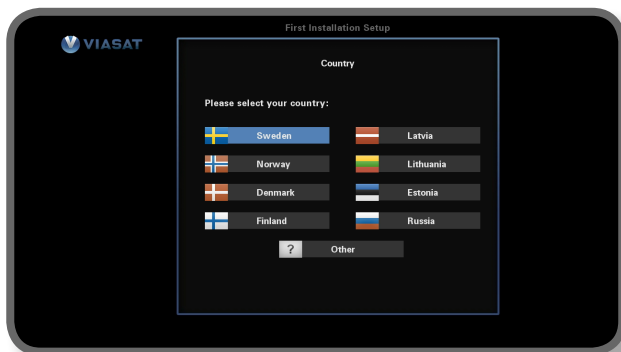 First Installation Setup
VIASAT
Country
Please select your country:
Sweden
Latvia
Norway
Lithuania
Denmark
Estonia
Finland
Russia
? Other